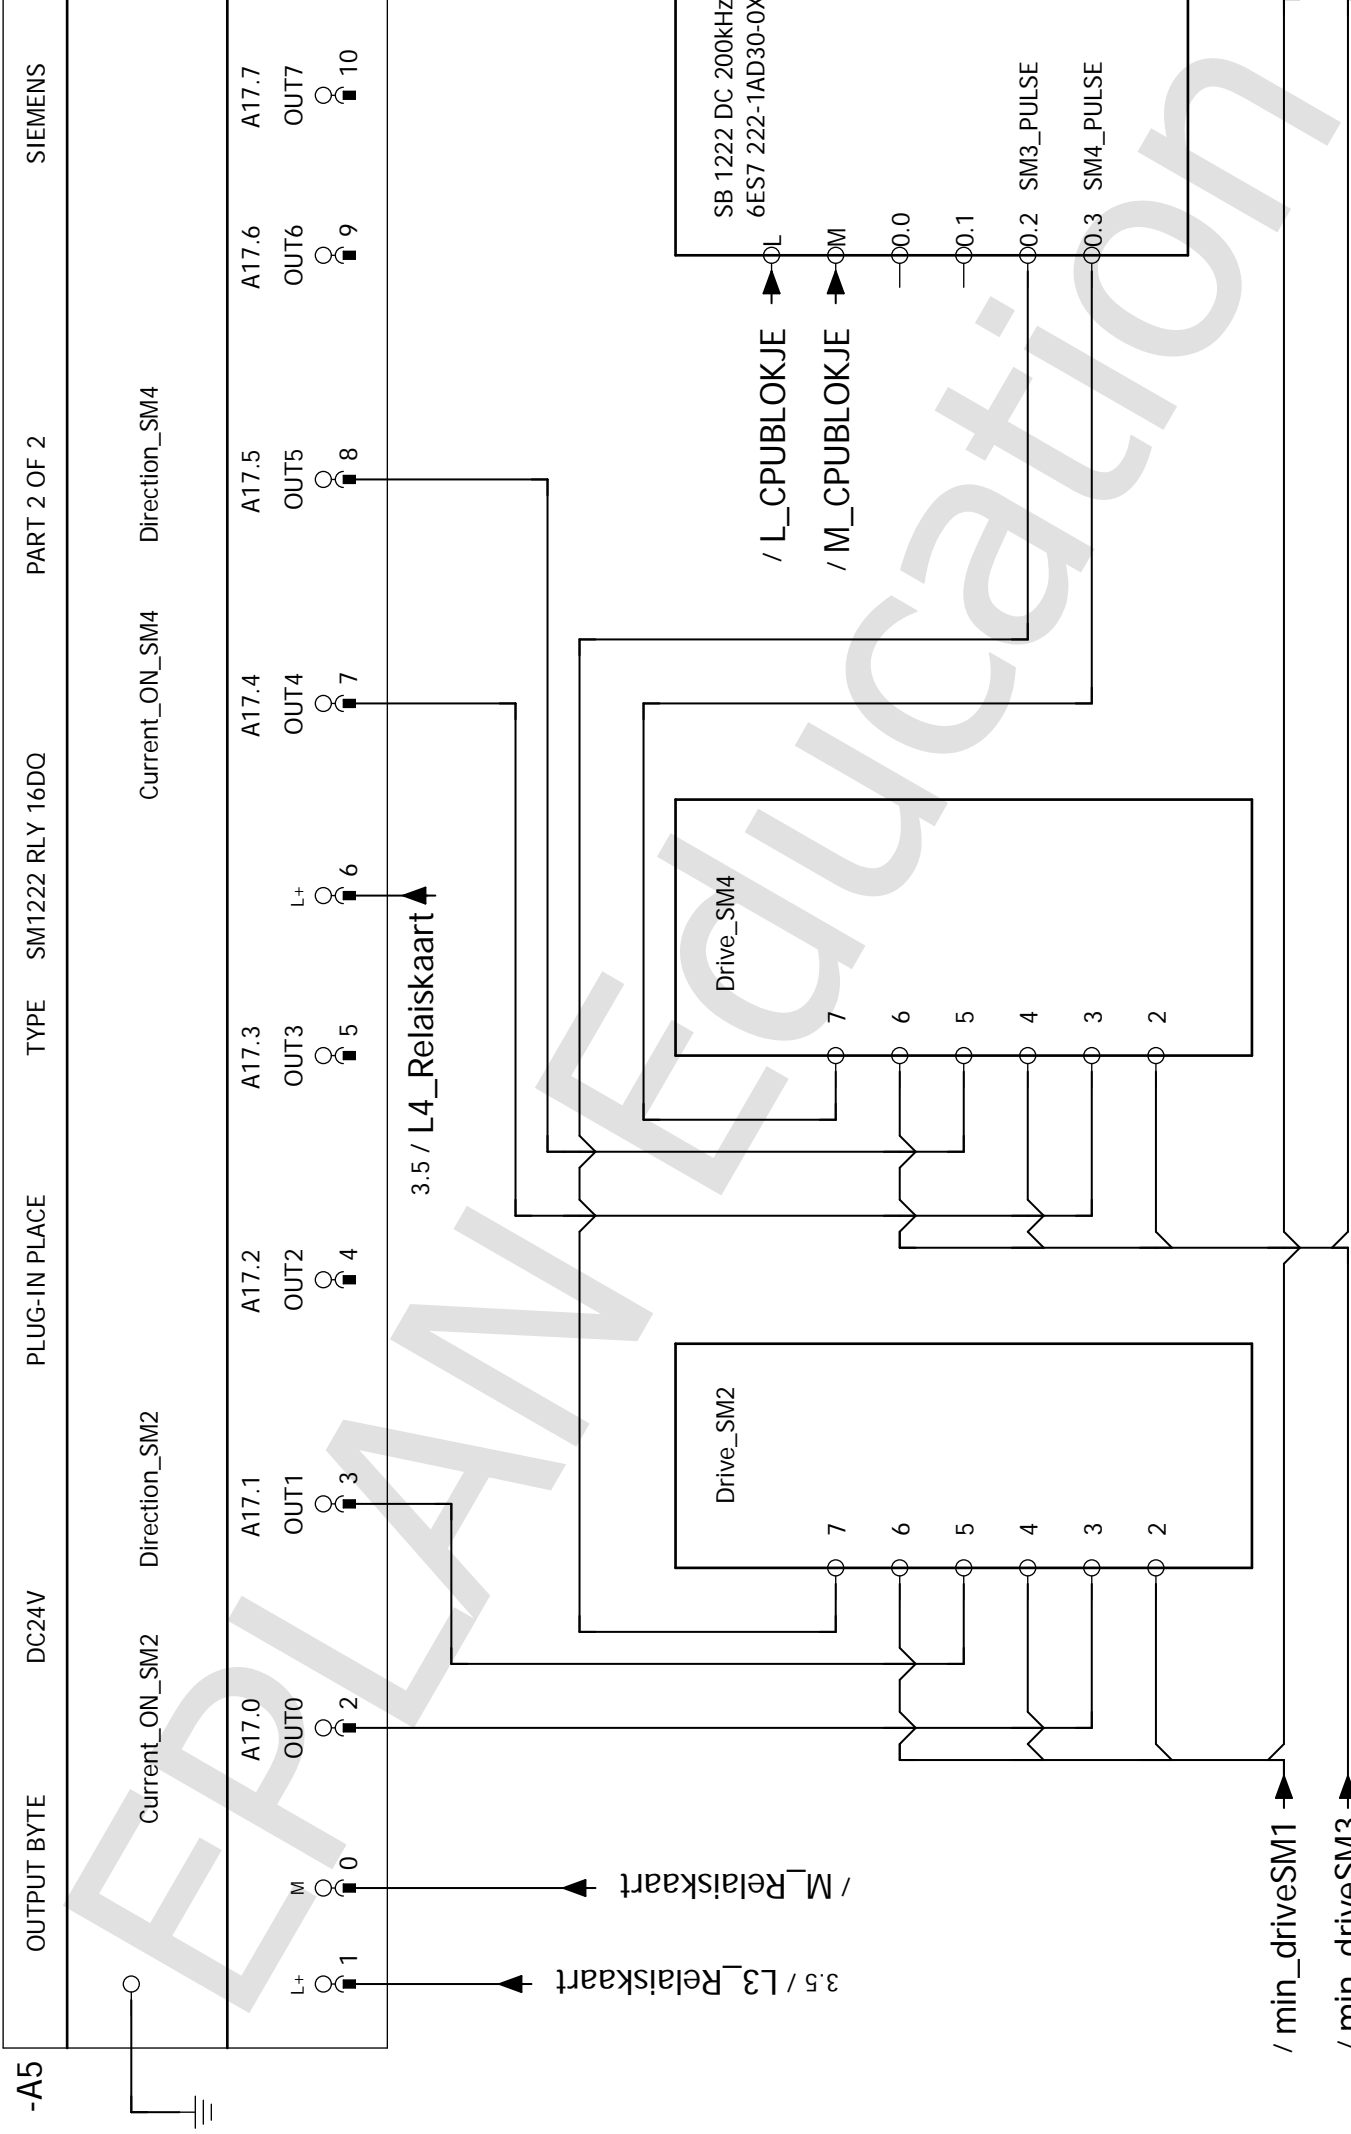 -A5
OUTPUT BYTE DC24V PLUG-IN PLACE TYPE SM1222 RLY 16DQ PART 2 OF 2 SIEMENS
Current_ON_SM2 Direction_SM2 Current_ON_SM4 Direction_SM4
A17.0 A17.1 A17.2 A17.3 A17.4 A17.5 A17.6 A17.7
L+ M OUT0 OUT1 OUT2 OUT3 L+ OUT4 OUT5 OUT6 OUT7
1 0 2 3 4 5 6 7 8 9 10
3.5 / L3_Relaiskaart
/ M_Relaiskaart
3.5 / L4_Relaiskaart
Drive_SM2
7
6
5
4
3
2
Drive_SM4
7
6
5
4
3
2
SB 1222 DC 200kHz
6ES7 222-1AD30-0X
/ L_CPUBLOKJE L
/ M_CPUBLOKJE M
0.0
0.1
0.2 SM3_PULSE
0.3 SM4_PULSE
/ min_driveSM1
/ min_driveSM3
EPLAN Education